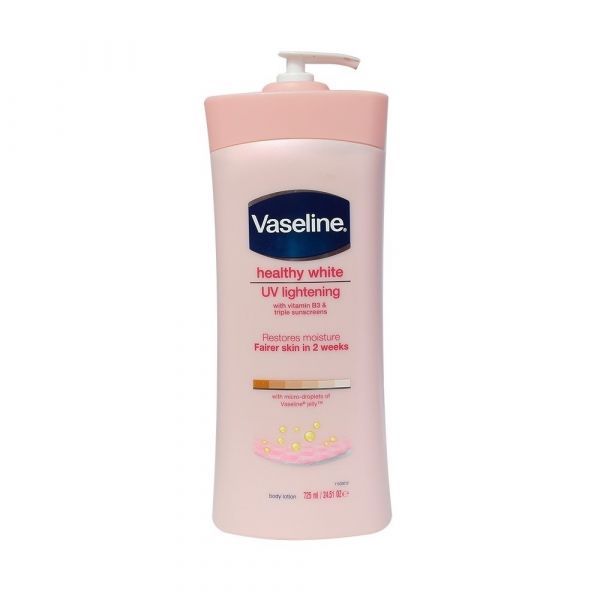 Vaseline®
healthy white
UV lightening
with vitamin B3 &
triple sunscreens
Restores moisture
Fairer skin in 2 weeks
with micro-droplets of
Vaseline® jelly™
body lotion 725 ml / 24.51 OZ ℮